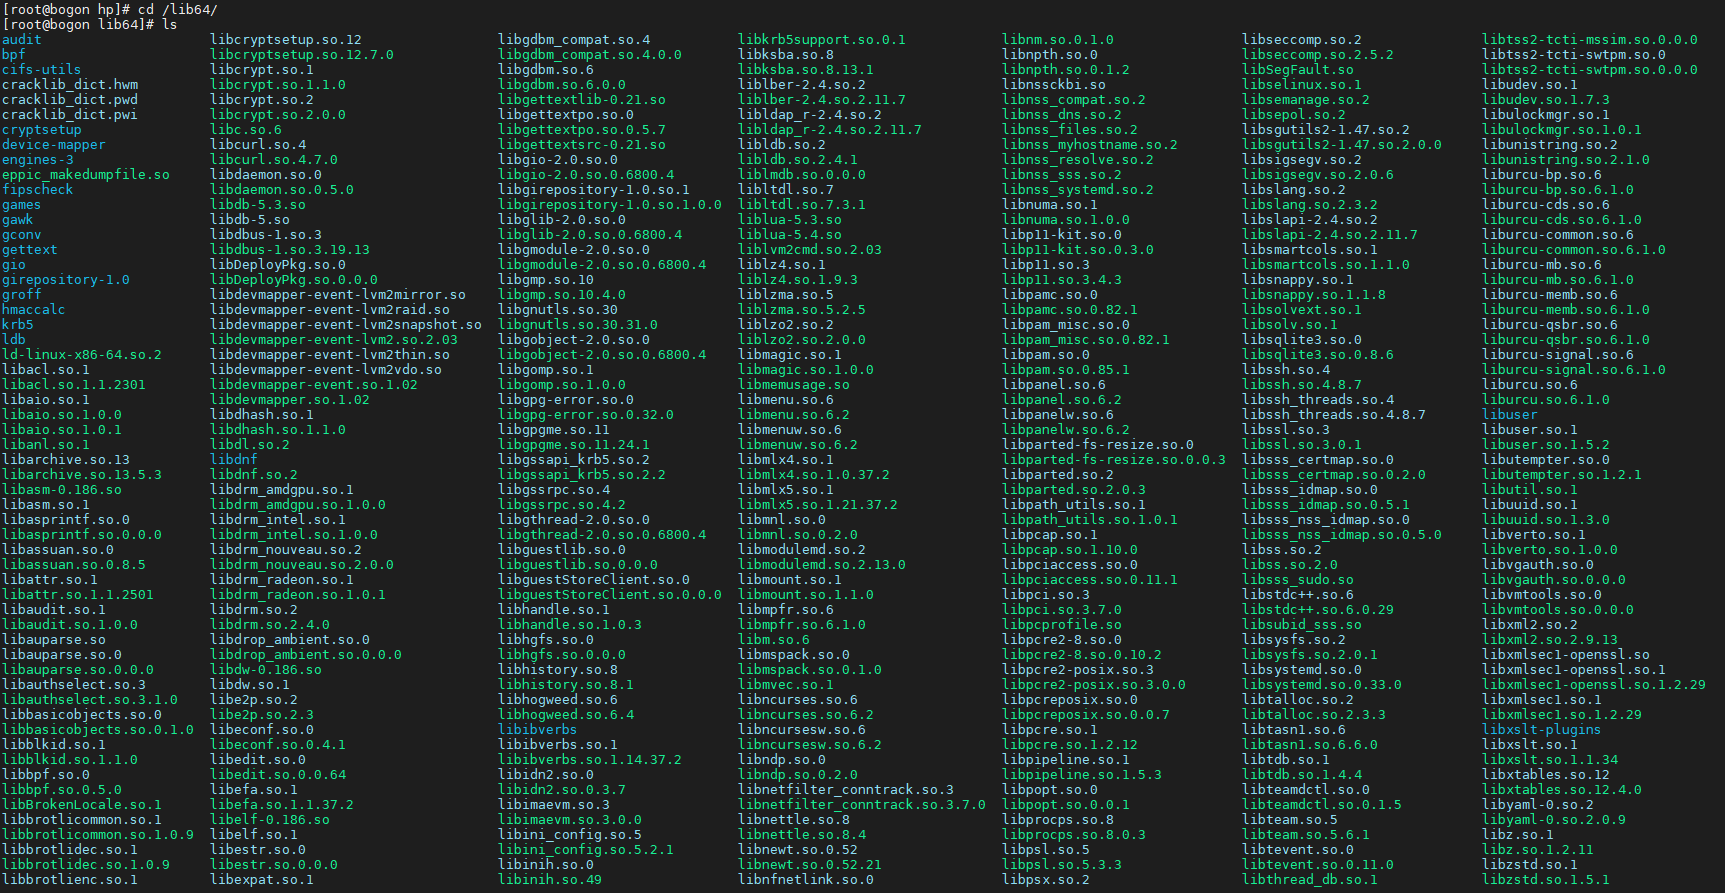 [root@bogon hp]# cd /lib64/
[root@bogon lib64]# ls
audit libcryptsetup.so.12 libgdbm_compat.so.4 libkrb5support.so.0.1 libnm.so.0.1.0 libseccomp.so.2 libtss2-tcti-mssim.so.0.0.0
bpf libcryptsetup.so.12.7.0 libgdbm_compat.so.4.0.0 libksba.so.8 libnpth.so.0 libseccomp.so.2.5.2 libtss2-tcti-swtpm.so.0
cifs-utils libcrypt.so.1 libgdbm.so.6 libksba.so.8.13.1 libnpth.so.0.1.2 libSegFault.so libtss2-tcti-swtpm.so.0.0.0
cracklib_dict.hwm libcrypt.so.1.1.0 libgdbm.so.6.0.0 liblber-2.4.so.2 libnssckbi.so libselinux.so.1 libudev.so.1
cracklib_dict.pwd libcrypt.so.2 libgettextlib-0.21.so liblber-2.4.so.2.11.7 libnss_compat.so.2 libsemanage.so.2 libudev.so.1.7.3
cracklib_dict.pwi libcrypt.so.2.0.0 libgettextpo.so.0 libldap_r-2.4.so.2 libnss_dns.so.2 libsepol.so.2 libulockmgr.so.1
cryptsetup libc.so.6 libgettextpo.so.0.5.7 libldap_r-2.4.so.2.11.7 libnss_files.so.2 libsgutils2-1.47.so.2 libulockmgr.so.1.0.1
device-mapper libcurl.so.4 libgettextsrc-0.21.so libldb.so.2 libnss_myhostname.so.2 libsgutils2-1.47.so.2.0.0 libunistring.so.2
engines-3 libcurl.so.4.7.0 libgio-2.0.so.0 libldb.so.2.4.1 libnss_resolve.so.2 libsigsegv.so.2 libunistring.so.2.1.0
eppic_makedumpfile.so libdaemon.so.0 libgio-2.0.so.0.6800.4 liblmdb.so.0.0.0 libnss_sss.so.2 libsigsegv.so.2.0.6 liburcu-bp.so.6
fipscheck libdaemon.so.0.5.0 libgirepository-1.0.so.1 libltdl.so.7 libnss_systemd.so.2 libslang.so.2 liburcu-bp.so.6.1.0
games libdb-5.3.so libgirepository-1.0.so.1.0.0 libltdl.so.7.3.1 libnuma.so.1 libslang.so.2.3.2 liburcu-cds.so.6
gawk libdb-5.so libglib-2.0.so.0 liblua-5.3.so libnuma.so.1.0.0 libslapi-2.4.so.2 liburcu-cds.so.6.1.0
gconv libdbus-1.so.3 libglib-2.0.so.0.6800.4 liblua-5.4.so libp11-kit.so.0 libslapi-2.4.so.2.11.7 liburcu-common.so.6
gettext libdbus-1.so.3.19.13 libgmodule-2.0.so.0 liblvm2cmd.so.2.03 libp11-kit.so.0.3.0 libsmartcols.so.1 liburcu-common.so.6.1.0
gio libDeployPkg.so.0 libgmodule-2.0.so.0.6800.4 liblz4.so.1 libp11.so.3 libsmartcols.so.1.1.0 liburcu-mb.so.6
girepository-1.0 libDeployPkg.so.0.0.0 libgmp.so.10 liblz4.so.1.9.3 libp11.so.3.4.3 libsnappy.so.1 liburcu-mb.so.6.1.0
groff libdevmapper-event-lvm2mirror.so libgmp.so.10.4.0 liblzma.so.5 libpamc.so.0 libsnappy.so.1.1.8 liburcu-memb.so.6
hmaccalc libdevmapper-event-lvm2raid.so libgnutls.so.30 liblzma.so.5.2.5 libpamc.so.0.82.1 libsolvext.so.1 liburcu-memb.so.6.1.0
krb5 libdevmapper-event-lvm2snapshot.so libgnutls.so.30.31.0 liblzo2.so.2 libpam_misc.so.0 libsolv.so.1 liburcu-qsbr.so.6
ldb libdevmapper-event-lvm2.so.2.03 libgobject-2.0.so.0 liblzo2.so.2.0.0 libpam_misc.so.0.82.1 libsqlite3.so.0 liburcu-qsbr.so.6.1.0
ld-linux-x86-64.so.2 libdevmapper-event-lvm2thin.so libgobject-2.0.so.0.6800.4 libmagic.so.1 libpam.so.0 libsqlite3.so.0.8.6 liburcu-signal.so.6
libacl.so.1 libdevmapper-event-lvm2vdo.so libgomp.so.1 libmagic.so.1.0.0 libpam.so.0.85.1 libssh.so.4 liburcu-signal.so.6.1.0
libacl.so.1.1.2301 libdevmapper-event.so.1.02 libgomp.so.1.0.0 libmemusage.so libpanel.so.6 libssh.so.4.8.7 liburcu.so.6
libaio.so.1 libdevmapper.so.1.02 libgpg-error.so.0 libmenu.so.6 libpanel.so.6.2 libssh_threads.so.4 liburcu.so.6.1.0
libaio.so.1.0.0 libdhash.so.1 libgpg-error.so.0.32.0 libmenu.so.6.2 libpanelw.so.6 libssh_threads.so.4.8.7 libuser
libaio.so.1.0.1 libdhash.so.1.1.0 libgpgme.so.11 libmenuw.so.6 libpanelw.so.6.2 libssl.so.3 libuser.so.1
libanl.so.1 libdl.so.2 libgpgme.so.11.24.1 libmenuw.so.6.2 libparted-fs-resize.so.0 libssl.so.3.0.1 libuser.so.1.5.2
libarchive.so.13 libdnf libgssapi_krb5.so.2 libmlx4.so.1 libparted-fs-resize.so.0.0.3 libsss_certmap.so.0 libutempter.so.0
libarchive.so.13.5.3 libdnf.so.2 libgssapi_krb5.so.2.2 libmlx4.so.1.0.37.2 libparted.so.2 libsss_certmap.so.0.2.0 libutempter.so.1.2.1
libasm-0.186.so libdrm_amdgpu.so.1 libgssrpc.so.4 libmlx5.so.1 libparted.so.2.0.3 libsss_idmap.so.0 libutil.so.1
libasm.so.1 libdrm_amdgpu.so.1.0.0 libgssrpc.so.4.2 libmlx5.so.1.21.37.2 libpath_utils.so.1 libsss_idmap.so.0.5.1 libuuid.so.1
libasprintf.so.0 libdrm_intel.so.1 libgthread-2.0.so.0 libmnl.so.0 libpath_utils.so.1.0.1 libsss_nss_idmap.so.0 libuuid.so.1.3.0
libasprintf.so.0.0.0 libdrm_intel.so.1.0.0 libgthread-2.0.so.0.6800.4 libmnl.so.0.2.0 libpcap.so.1 libsss_nss_idmap.so.0.5.0 libverto.so.1
libassuan.so.0 libdrm_nouveau.so.2 libguestlib.so.0 libmodulemd.so.2 libpcap.so.1.10.0 libss.so.2 libverto.so.1.0.0
libassuan.so.0.8.5 libdrm_nouveau.so.2.0.0 libguestlib.so.0.0.0 libmodulemd.so.2.13.0 libpciaccess.so.0 libss.so.2.0 libvgauth.so.0
libattr.so.1 libdrm_radeon.so.1 libguestStoreClient.so.0 libmount.so.1 libpciaccess.so.0.11.1 libsss_sudo.so libvgauth.so.0.0.0
libattr.so.1.1.2501 libdrm_radeon.so.1.0.1 libguestStoreClient.so.0.0.0 libmount.so.1.1.0 libpci.so.3 libstdc++.so.6 libvmtools.so.0
libaudit.so.1 libdrm.so.2 libhandle.so.1 libmpfr.so.6 libpci.so.3.7.0 libstdc++.so.6.0.29 libvmtools.so.0.0.0
libaudit.so.1.0.0 libdrm.so.2.4.0 libhandle.so.1.0.3 libmpfr.so.6.1.0 libpcprofile.so libsubid_sss.so libxml2.so.2
libauparse.so libdrop_ambient.so.0 libhgfs.so.0 libm.so.6 libpcre2-8.so.0 libsysfs.so.2 libxml2.so.2.9.13
libauparse.so.0 libdrop_ambient.so.0.0.0 libhgfs.so.0.0.0 libmspack.so.0 libpcre2-8.so.0.10.2 libsysfs.so.2.0.1 libxmlsec1-openssl.so
libauparse.so.0.0.0 libdw-0.186.so libhistory.so.8 libmspack.so.0.1.0 libpcre2-posix.so.3 libsystemd.so.0 libxmlsec1-openssl.so.1
libauthselect.so.3 libdw.so.1 libhistory.so.8.1 libmvec.so.1 libpcre2-posix.so.3.0.0 libsystemd.so.0.33.0 libxmlsec1-openssl.so.1.2.29
libauthselect.so.3.1.0 libe2p.so.2 libhogweed.so.6 libncurses.so.6 libpcreposix.so.0 libtalloc.so.2 libxmlsec1.so.1
libbasicobjects.so.0 libe2p.so.2.3 libhogweed.so.6.4 libncurses.so.6.2 libpcreposix.so.0.0.7 libtalloc.so.2.3.3 libxmlsec1.so.1.2.29
libbasicobjects.so.0.1.0 libeconf.so.0 libibverbs libncursesw.so.6 libpcre.so.1 libtasn1.so.6 libxslt-plugins
libblkid.so.1 libeconf.so.0.4.1 libibverbs.so.1 libncursesw.so.6.2 libpcre.so.1.2.12 libtasn1.so.6.6.0 libxslt.so.1
libblkid.so.1.1.0 libedit.so.0 libibverbs.so.1.14.37.2 libndp.so.0 libpipeline.so.1 libtdb.so.1 libxslt.so.1.1.34
libbpf.so.0 libedit.so.0.0.64 libidn2.so.0 libndp.so.0.2.0 libpipeline.so.1.5.3 libtdb.so.1.4.4 libxtables.so.12
libbpf.so.0.5.0 libefa.so.1 libidn2.so.0.3.7 libnetfilter_conntrack.so.3 libpopt.so.0 libteamdctl.so.0 libxtables.so.12.4.0
libBrokenLocale.so.1 libefa.so.1.1.37.2 libimaevm.so.3 libnetfilter_conntrack.so.3.7.0 libpopt.so.0.0.1 libteamdctl.so.0.1.5 libyaml-0.so.2
libbrotlicommon.so.1 libelf-0.186.so libimaevm.so.3.0.0 libnettle.so.8 libprocps.so.8 libteam.so.5 libyaml-0.so.2.0.9
libbrotlicommon.so.1.0.9 libelf.so.1 libini_config.so.5 libnettle.so.8.4 libprocps.so.8.0.3 libteam.so.5.6.1 libz.so.1
libbrotlidec.so.1 libestr.so.0 libini_config.so.5.2.1 libnewt.so.0.52 libpsl.so.5 libtevent.so.0 libz.so.1.2.11
libbrotlidec.so.1.0.9 libestr.so.0.0.0 libinih.so.0 libnewt.so.0.52.21 libpsl.so.5.3.3 libtevent.so.0.11.0 libzstd.so.1
libbrotlienc.so.1 libexpat.so.1 libinih.so.49 libnfnetlink.so.0 libpsx.so.2 libthread_db.so.1 libzstd.so.1.5.1